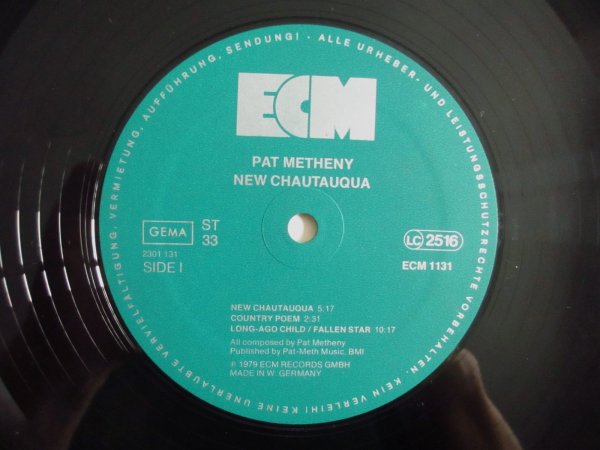 ECM
PAT METHENY
NEW CHAUTAUQUA
GEMA
ST
33
LC 2516
2301 131
SIDE I
ECM 1131
NEW CHAUTAUQUA 5:17
COUNTRY POEM 2:31
LONG-AGO CHILD / FALLEN STAR 10:17
All composed by Pat Metheny
Published by Pat-Meth Music, BMI
℗ 1979 ECM RECORDS GMBH
MADE IN W. GERMANY
ALLE URHEBER- UND LEISTUNGSSCHUTZRECHTE VORBEHALTEN · KEIN VERLEIH! KEINE UNERLAUBTE VERVIELFÄLTIGUNG, VERMIETUNG, AUFFÜHRUNG, SENDUNG! ·